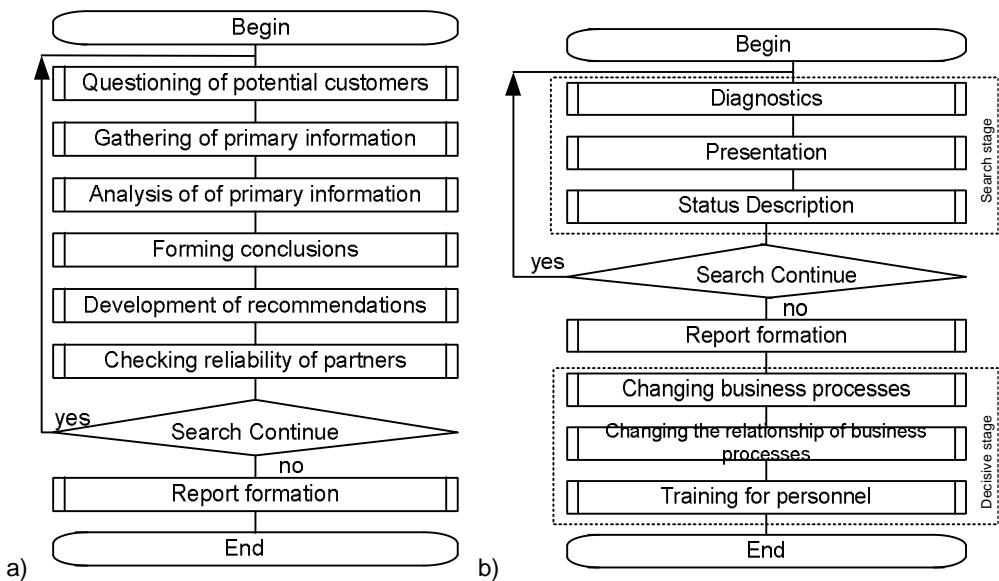 Begin
Questioning of potential customers
Gathering of primary information
Analysis of of primary information
Forming conclusions
Development of recommendations
Checking reliability of partners
yes
Search Continue
no
Report formation
End
a)
Begin
Diagnostics
Presentation
Status Description
Search stage
yes
Search Continue
no
Report formation
Changing business processes
Changing the relationship of business
processes
Training for personnel
Decisive stage
End
b)